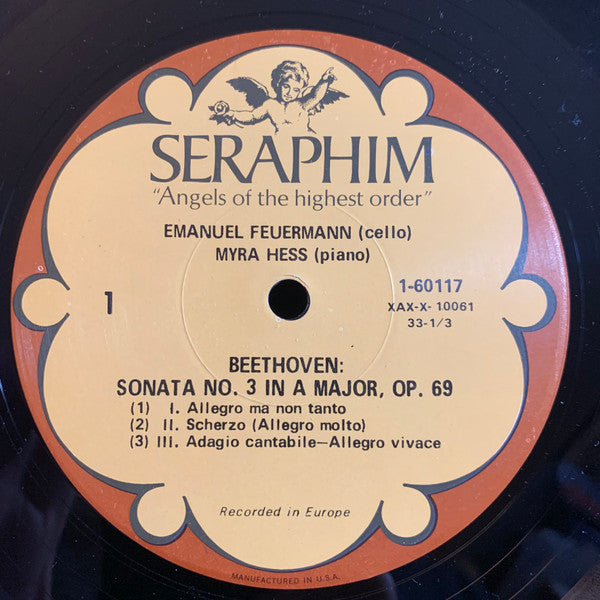 SERAPHIM
"Angels of the highest order"
EMANUEL FEUERMANN (cello)
MYRA HESS (piano)
1
1-60117
XAX-X-10061
33-1/3
BEETHOVEN:
SONATA NO. 3 IN A MAJOR, OP. 69
(1) I. Allegro ma non tanto
(2) II. Scherzo (Allegro molto)
(3) III. Adagio cantabile—Allegro vivace
Recorded in Europe
MANUFACTURED IN U.S.A.